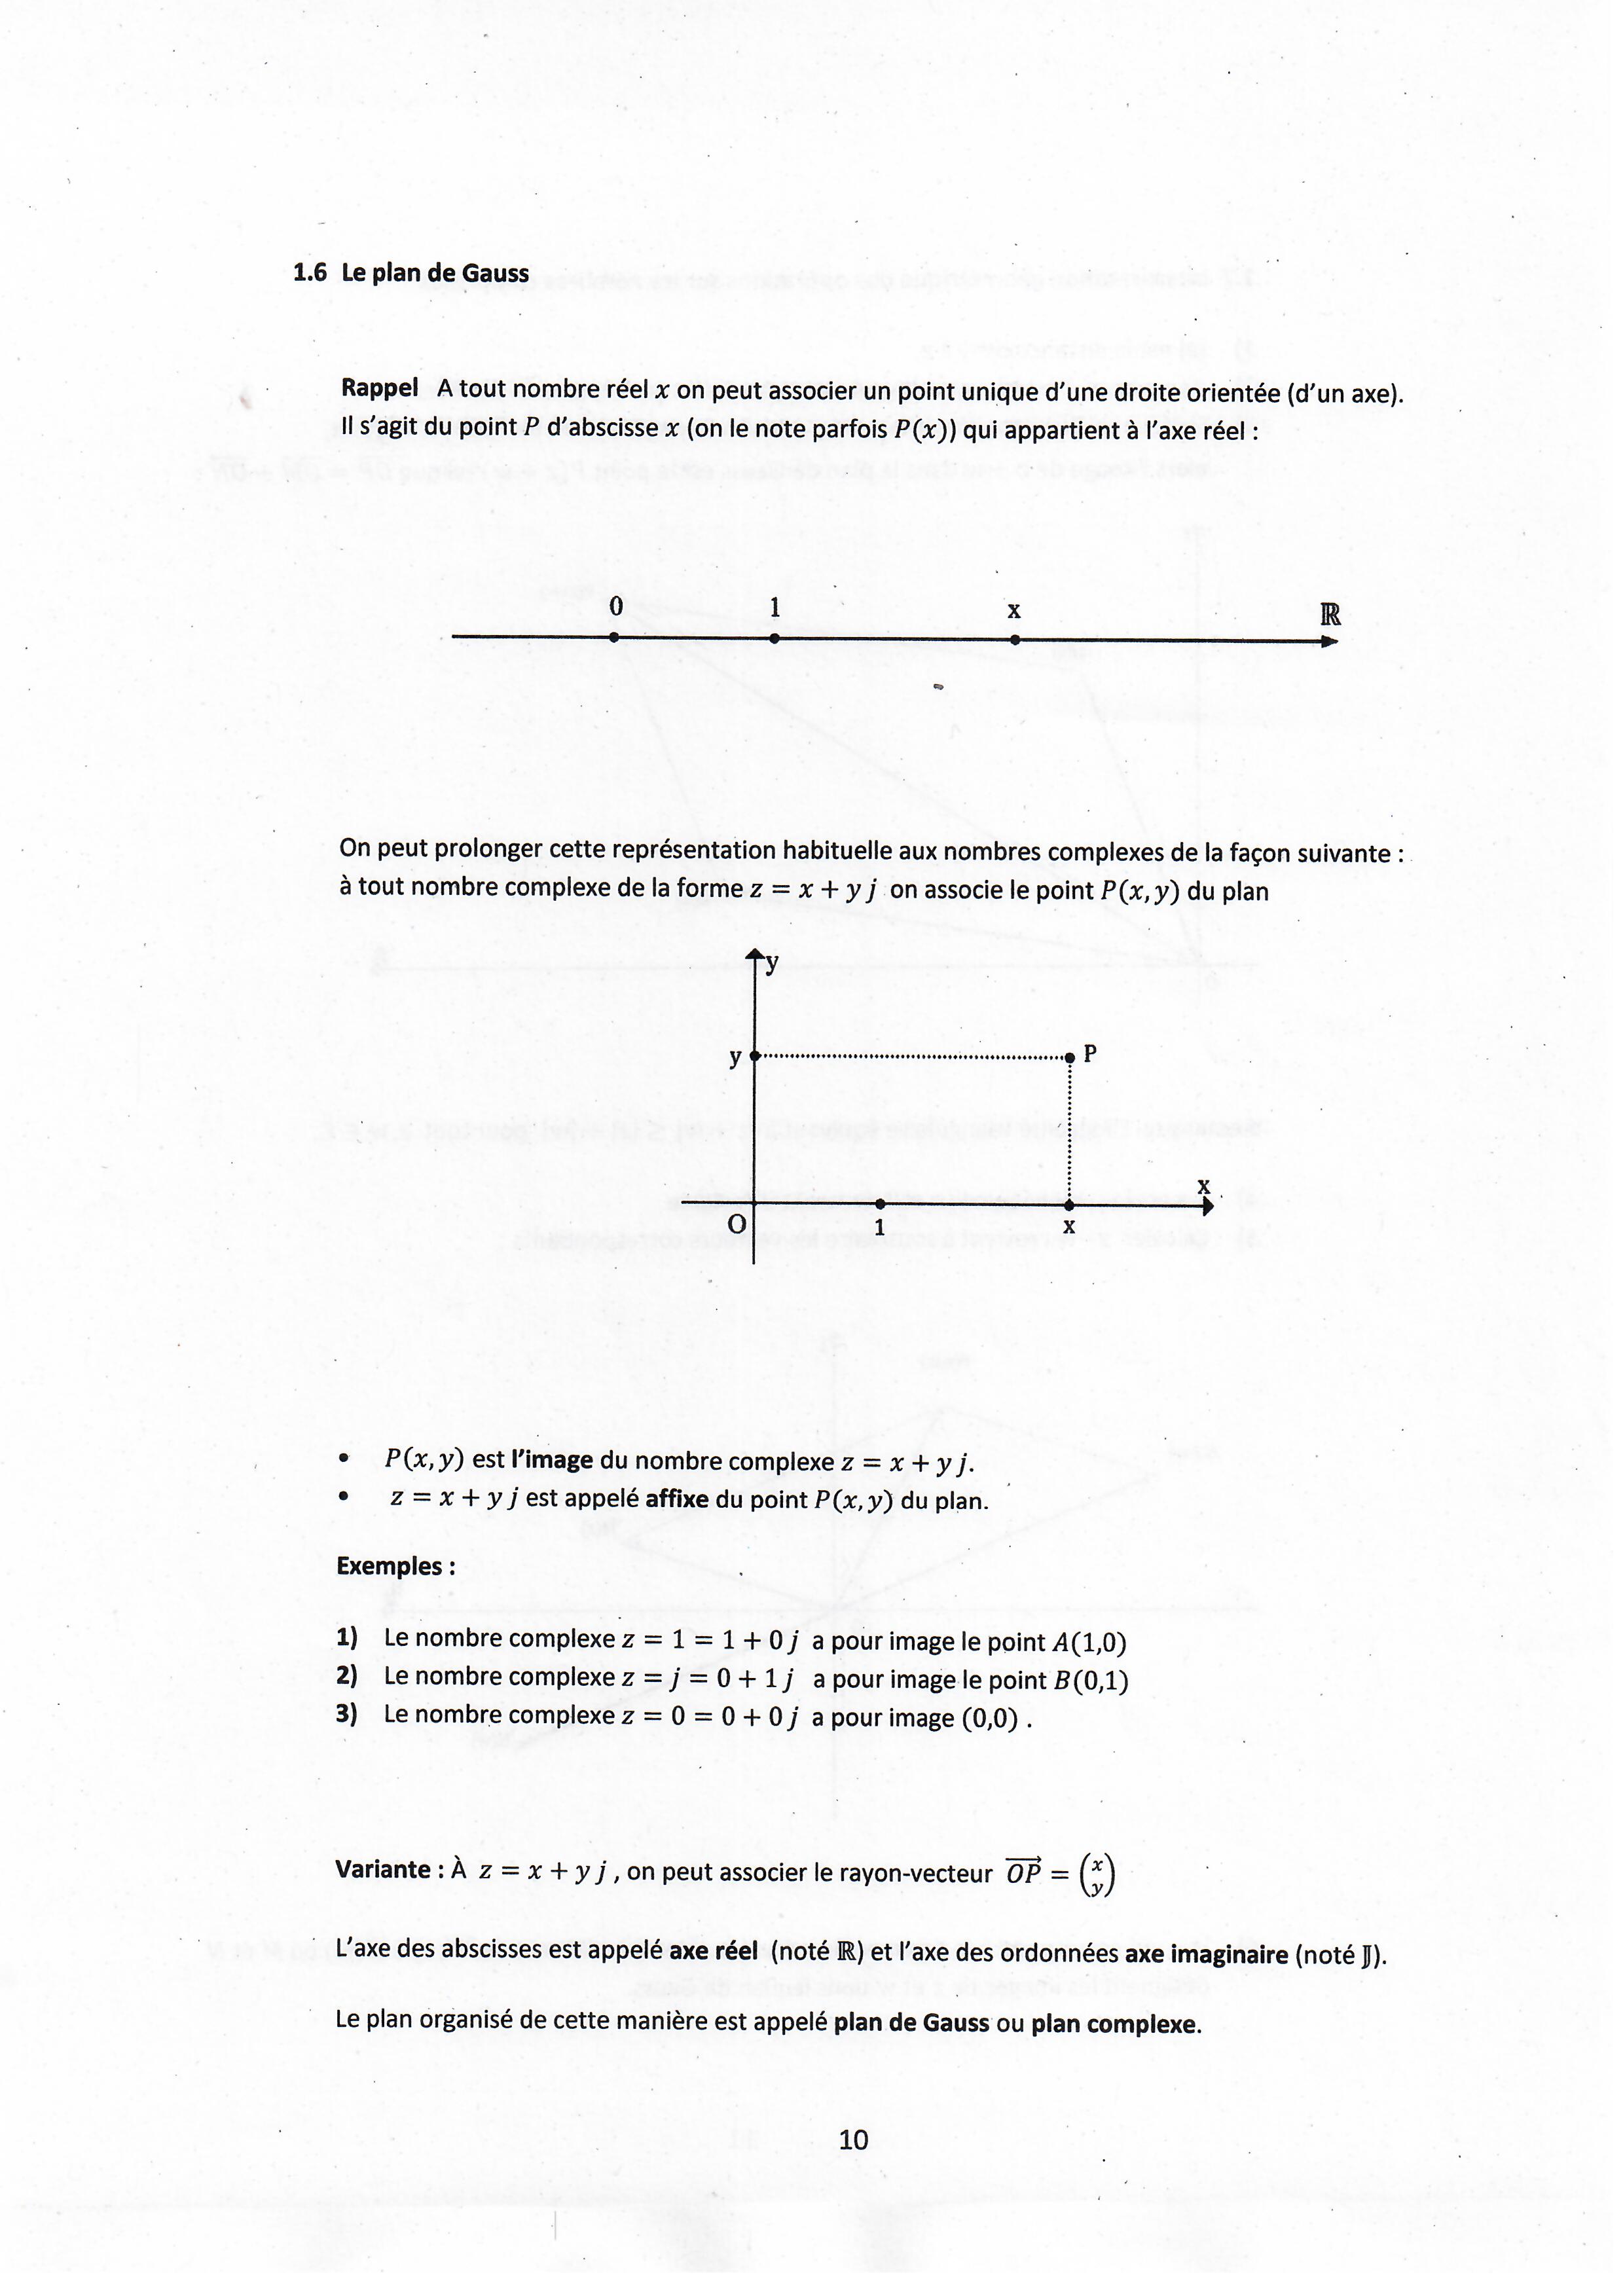 1.6 Le plan de Gauss
Rappel A tout nombre réel x on peut associer un point unique d'une droite orientée (d'un axe).
Il s'agit du point P d'abscisse x (on le note parfois P(x)) qui appartient à l'axe réel :
0 1 x ℝ
On peut prolonger cette représentation habituelle aux nombres complexes de la façon suivante :
à tout nombre complexe de la forme z = x + y j on associe le point P(x, y) du plan
y
y P
x
O 1 x
• P(x, y) est l'image du nombre complexe z = x + y j.
• z = x + y j est appelé affixe du point P(x, y) du plan.
Exemples :
1) Le nombre complexe z = 1 = 1 + 0 j a pour image le point A(1,0)
2) Le nombre complexe z = j = 0 + 1 j a pour image le point B(0,1)
3) Le nombre complexe z = 0 = 0 + 0 j a pour image (0,0) .
Variante : À z = x + y j , on peut associer le rayon-vecteur \overrightarrow{OP} = \binom{x}{y}
L'axe des abscisses est appelé axe réel (noté ℝ) et l'axe des ordonnées axe imaginaire (noté 𝕁).
Le plan organisé de cette manière est appelé plan de Gauss ou plan complexe.
10